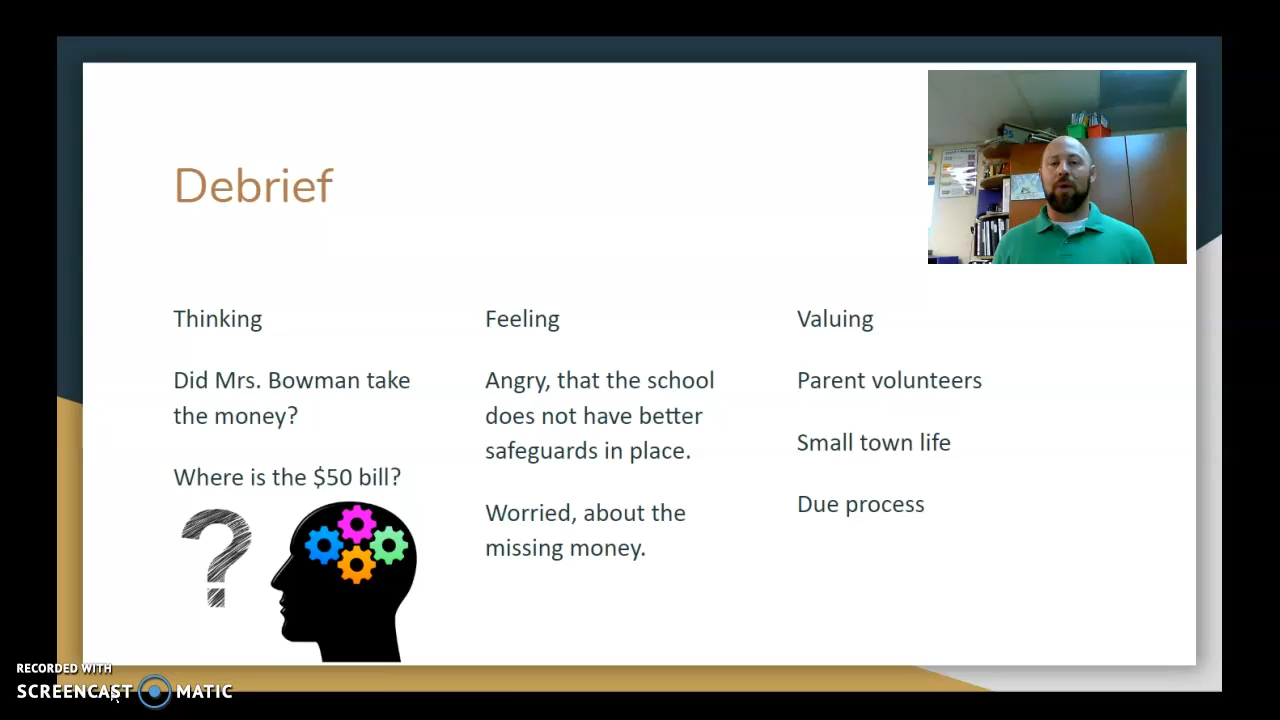 Debrief
Thinking
Did Mrs. Bowman take
the money?
Where is the $50 bill?
?
Feeling
Angry, that the school
does not have better
safeguards in place.
Worried, about the
missing money.
Valuing
Parent volunteers
Small town life
Due process
RECORDED WITH
SCREENCAST MATIC